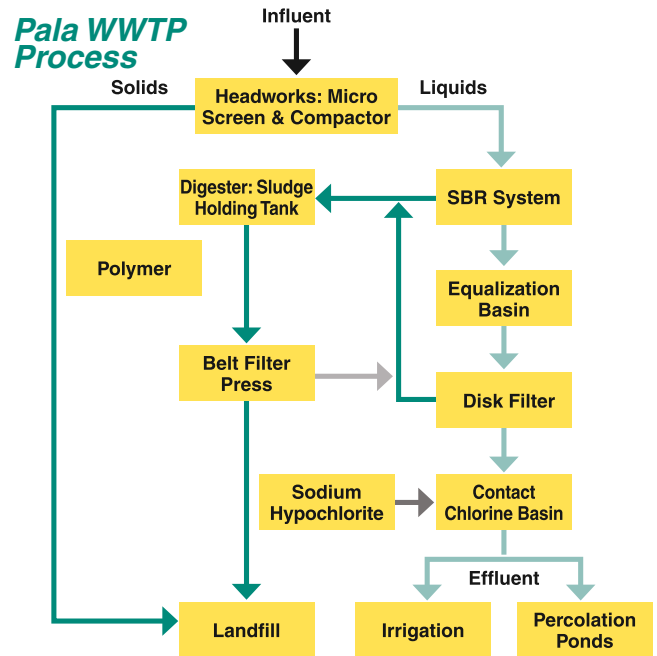 Pala WWTP
Process
Influent
Solids
Headworks: Micro
Screen & Compactor
Liquids
Digester: Sludge
Holding Tank
SBR System
Polymer
Equalization
Basin
Belt Filter
Press
Disk Filter
Sodium
Hypochlorite
Contact
Chlorine Basin
Effluent
Landfill
Irrigation
Percolation
Ponds